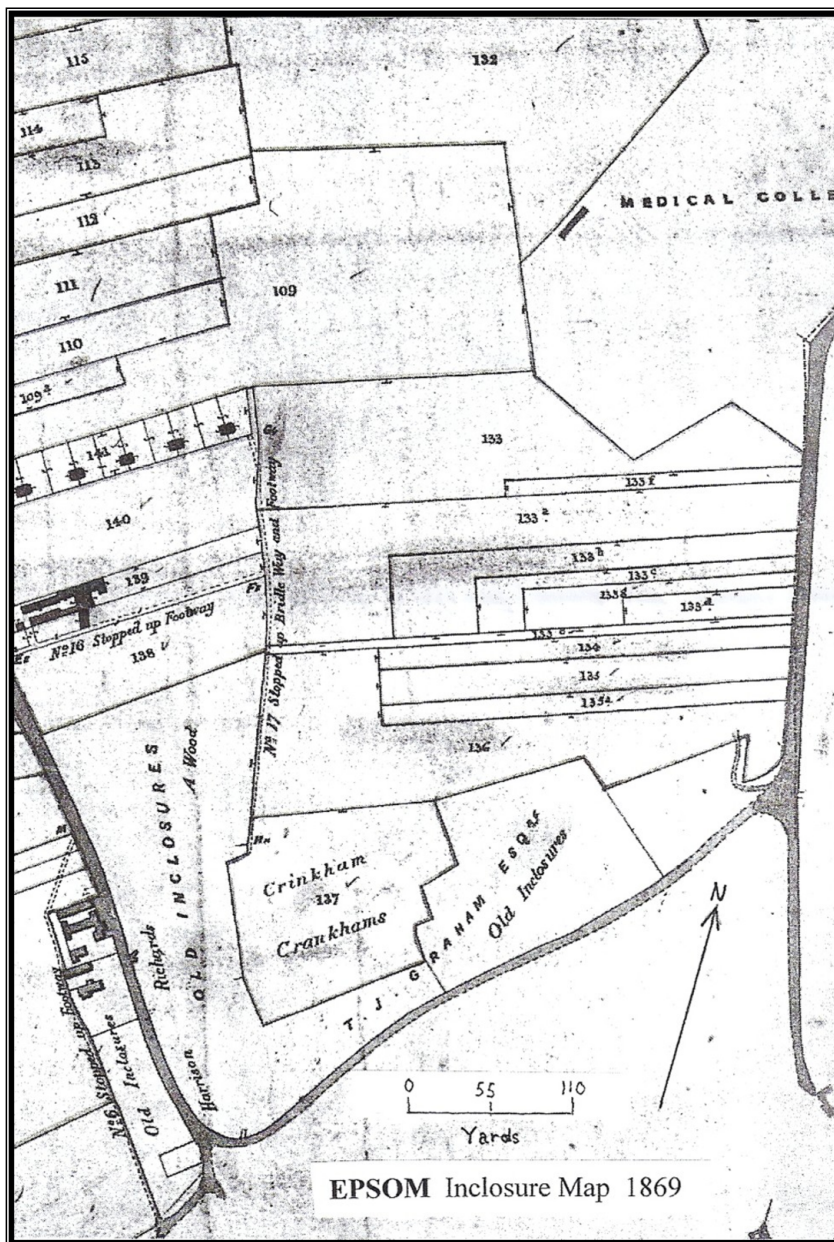 115
132
114
113
MEDICAL COLLE
112
111
109
110
109a
133
141
133f
133a
140
133b
139
133c
133d
Nº 16 Stopped up Footway
138
Nº 17 Stopped up Bridle Way and Footway
134
135
135a
136
OLD INCLOSURES
A Wood
Richards
Harrison
M
Crinkham
137
Crankhams
T. J. GRAHAM ESQRE
Old Inclosures
N
Nº 6. Stopped up Footway
Old Inclosures
0 55 110
Yards
EPSOM Inclosure Map 1869